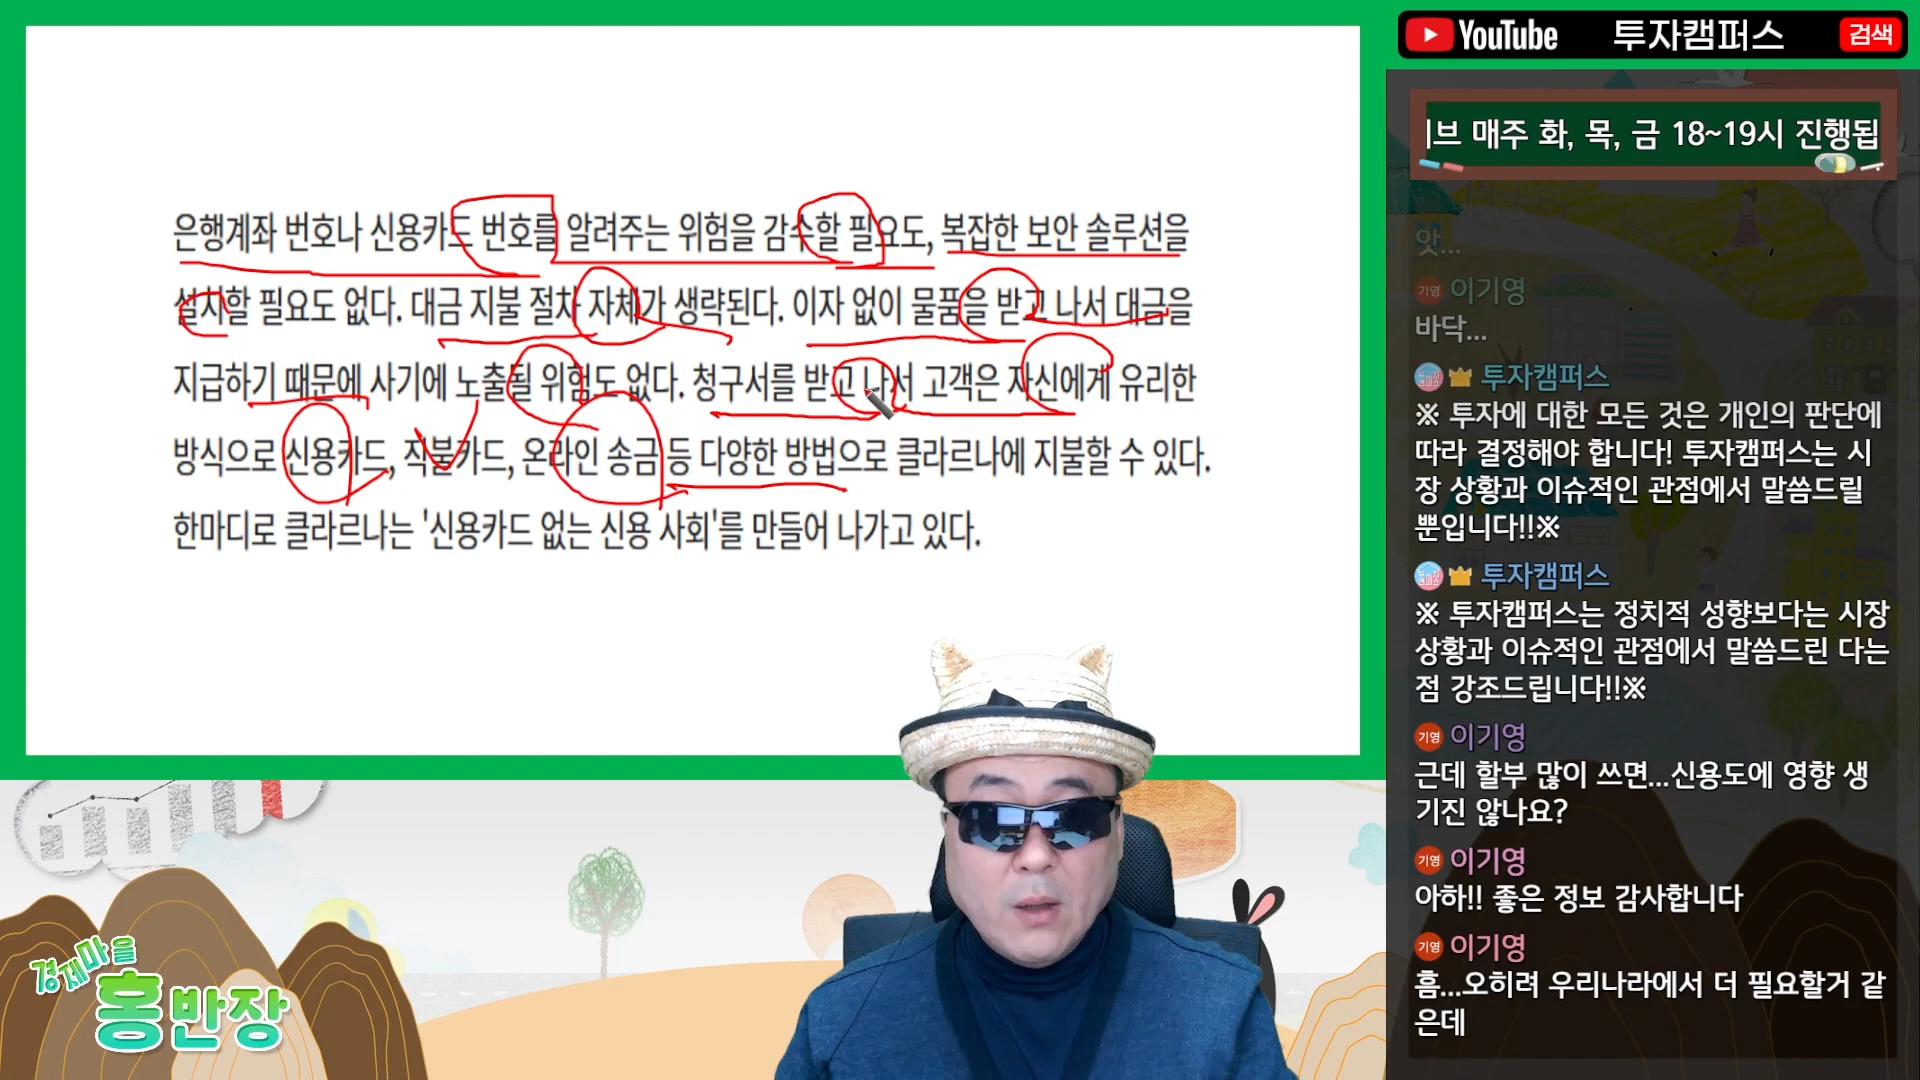 은행계좌 번호나 신용카드 번호를 알려주는 위험을 감수할 필요도, 복잡한 보안 솔루션을
설치할 필요도 없다. 대금 지불 절차 자체가 생략된다. 이자 없이 물품을 받고 나서 대금을
지급하기 때문에 사기에 노출될 위험도 없다. 청구서를 받고 나서 고객은 자신에게 유리한
방식으로 신용카드, 직불카드, 온라인 송금 등 다양한 방법으로 클라르나에 지불할 수 있다.
한마디로 클라르나는 '신용카드 없는 신용 사회'를 만들어 나가고 있다.
경제마을
홍반장
YouTube 투자캠퍼스 검색
브 매주 화, 목, 금 18~19시 진행됩
앗...
기영 이기영
바닥...
투자캠퍼스
※ 투자에 대한 모든 것은 개인의 판단에
따라 결정해야 합니다! 투자캠퍼스는 시
장 상황과 이슈적인 관점에서 말씀드릴
뿐입니다!!※
투자캠퍼스
※ 투자캠퍼스는 정치적 성향보다는 시장
상황과 이슈적인 관점에서 말씀드린 다는
점 강조드립니다!!※
기영 이기영
근데 할부 많이 쓰면...신용도에 영향 생
기진 않나요?
기영 이기영
아하!! 좋은 정보 감사합니다
기영 이기영
흠...오히려 우리나라에서 더 필요할거 같
은데